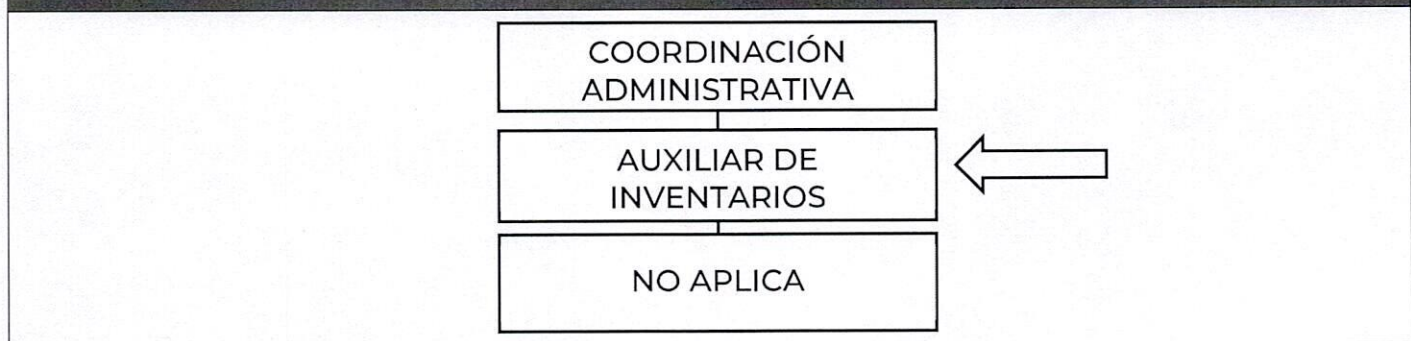 COORDINACIÓN
ADMINISTRATIVA
AUXILIAR DE
INVENTARIOS
NO APLICA